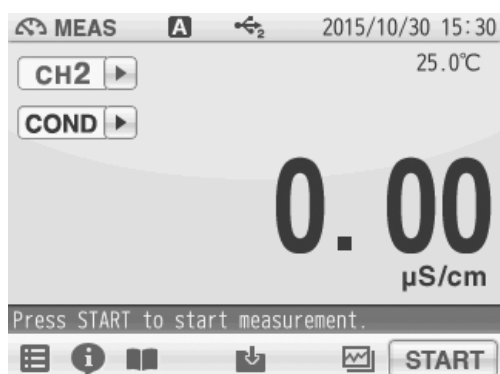 MEAS A 2 2015/10/30 15:30
CH2 25.0℃
COND
0.00
µS/cm
Press START to start measurement.
START